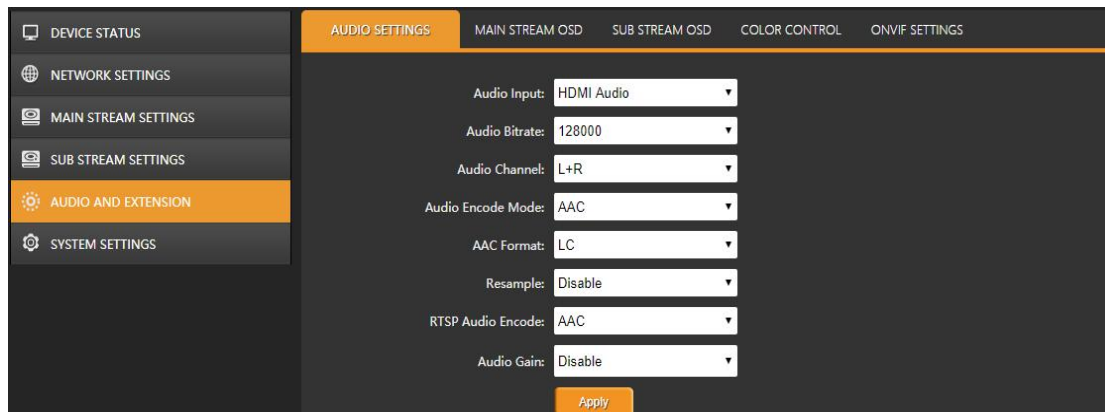 DEVICE STATUS
NETWORK SETTINGS
MAIN STREAM SETTINGS
SUB STREAM SETTINGS
AUDIO AND EXTENSION
SYSTEM SETTINGS
AUDIO SETTINGS MAIN STREAM OSD SUB STREAM OSD COLOR CONTROL ONVIF SETTINGS
Audio Input: HDMI Audio
Audio Bitrate: 128000
Audio Channel: L+R
Audio Encode Mode: AAC
AAC Format: LC
Resample: Disable
RTSP Audio Encode: AAC
Audio Gain: Disable
Apply